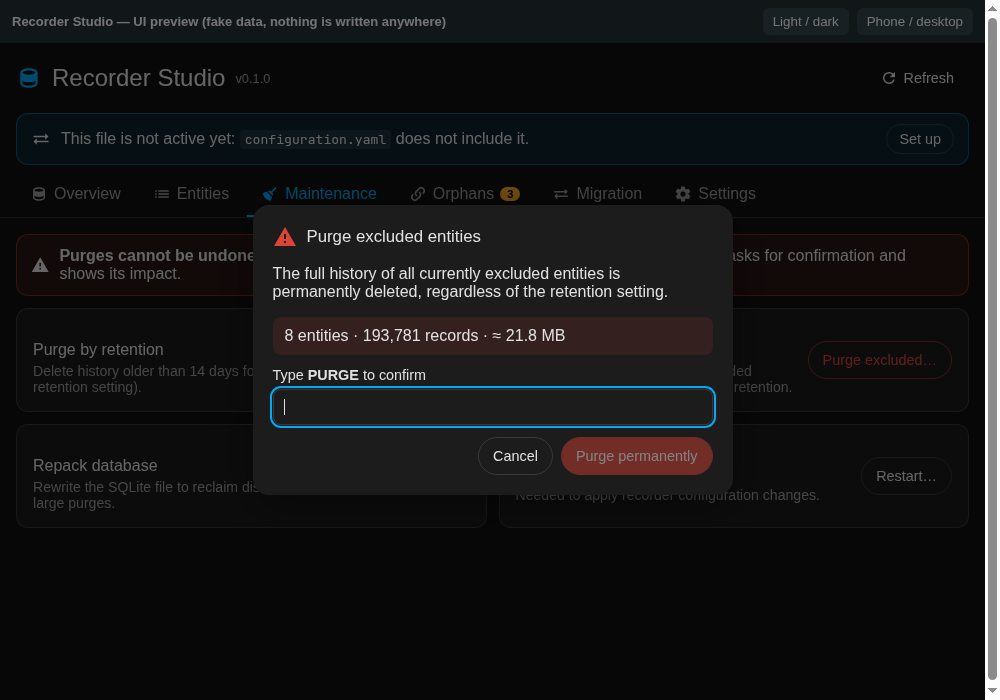 Recorder Studio — UI preview (fake data, nothing is written anywhere)
Light / dark
Phone / desktop
Recorder Studio v0.1.0
Refresh
This file is not active yet: configuration.yaml does not include it.
Set up
Overview
Entities
Maintenance
Orphans 3
Migration
Settings
Purges cannot be undone
asks for confirmation and
shows its impact.
Purge by retention
Delete history older than 14 days fo
retention setting).
ded
retention.
Purge excluded…
Purge excluded entities
The full history of all currently excluded entities is
permanently deleted, regardless of the retention setting.
8 entities · 193,781 records · ≈ 21.8 MB
Type PURGE to confirm
Cancel
Purge permanently
Repack database
Rewrite the SQLite file to reclaim dis
large purges.
Needed to apply recorder configuration changes.
Restart…